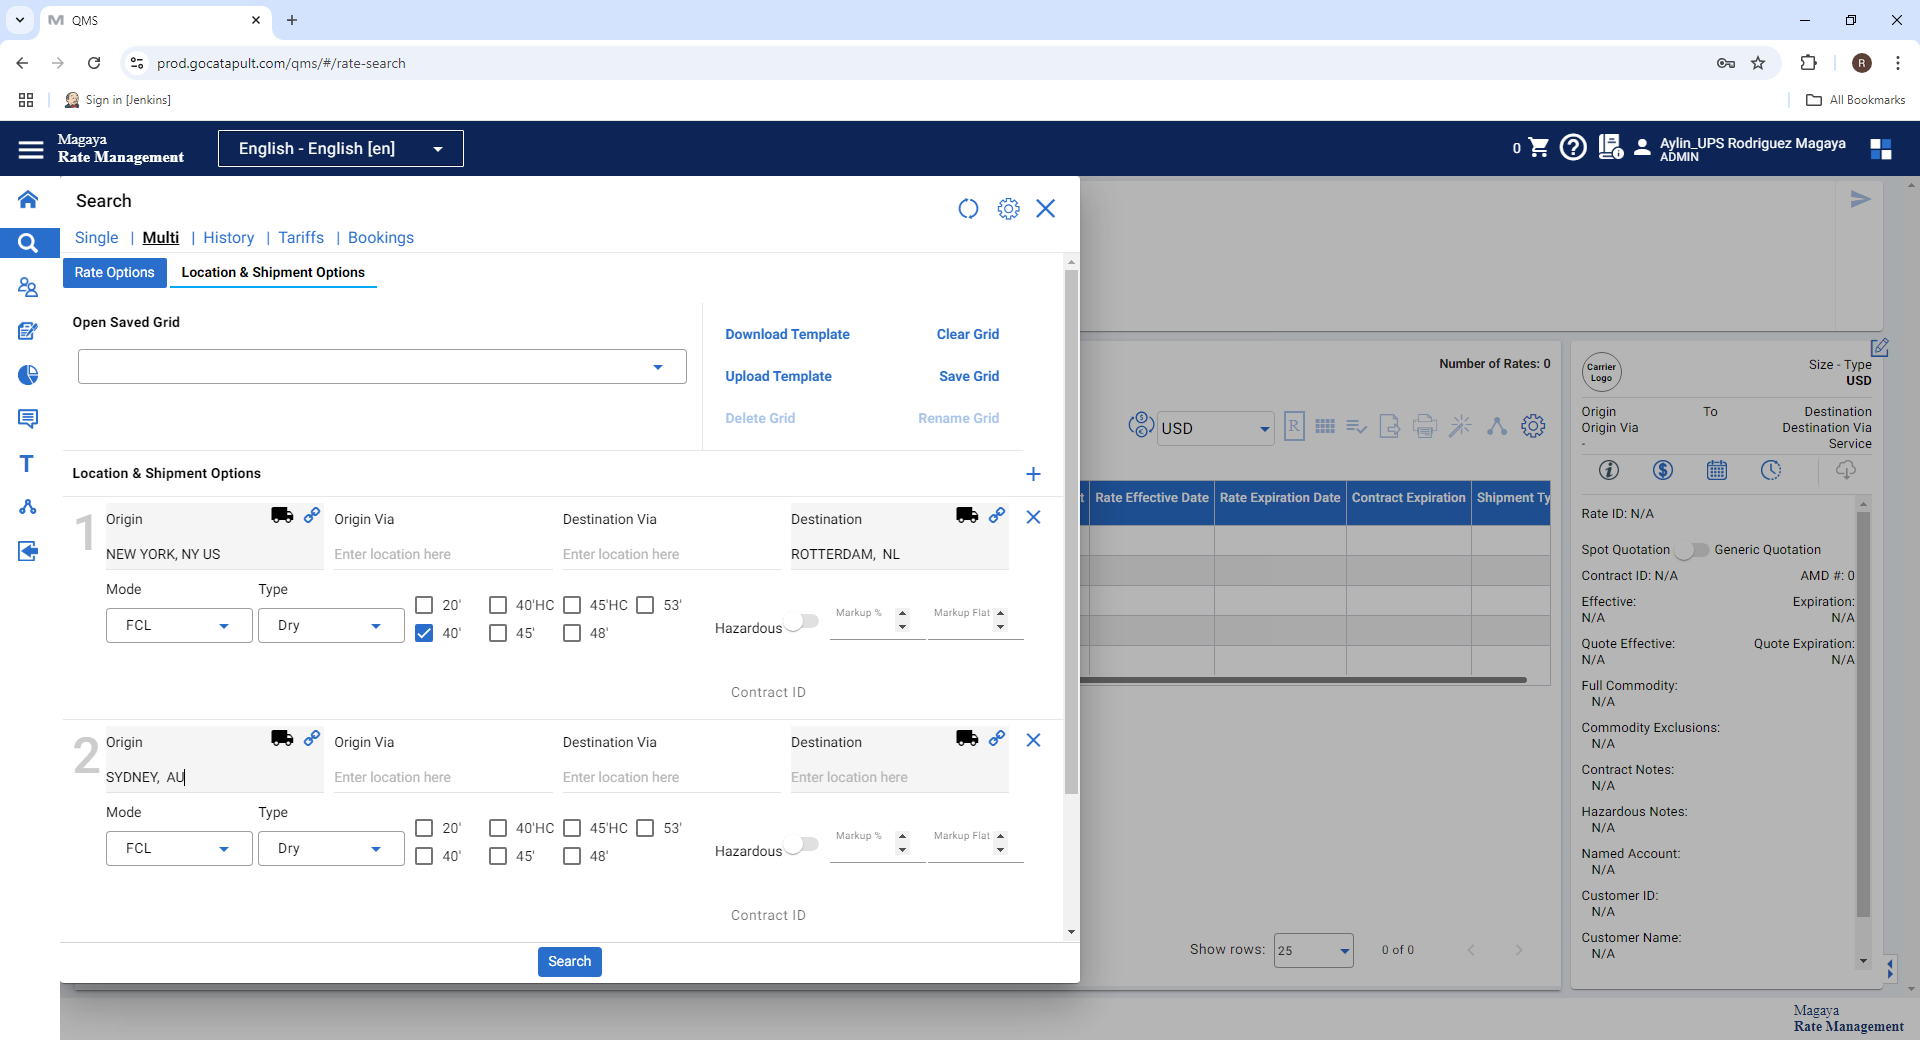 QMS
prod.gocatapult.com/qms/#/rate-search
R
Sign in [Jenkins]
All Bookmarks
Magaya
Rate Management
English - English [en]
0
Aylin_UPS Rodriguez Magaya
ADMIN
Search
Single | Multi | History | Tariffs | Bookings
Rate Options
Location & Shipment Options
Open Saved Grid
Download Template
Clear Grid
Upload Template
Save Grid
Delete Grid
Rename Grid
Location & Shipment Options
1
Origin
Origin Via
Destination Via
Destination
NEW YORK, NY US
Enter location here
Enter location here
ROTTERDAM, NL
Mode
Type
20'
40'HC
45'HC
53'
FCL
Dry
40'
45'
48'
Hazardous
Markup %
Markup Flat
Contract ID
2
Origin
Origin Via
Destination Via
Destination
SYDNEY, AU
Enter location here
Enter location here
Enter location here
Mode
Type
20'
40'HC
45'HC
53'
FCL
Dry
40'
45'
48'
Hazardous
Markup %
Markup Flat
Contract ID
Search
Number of Rates: 0
USD
R
t
Rate Effective Date
Rate Expiration Date
Contract Expiration
Shipment Ty
Show rows:
25
0 of 0
Carrier
Logo
Size - Type
USD
Origin
To
Destination
Origin Via
Destination Via
-
Service
Rate ID: N/A
Spot Quotation
Generic Quotation
Contract ID: N/A
AMD #: 0
Effective:
Expiration:
N/A
N/A
Quote Effective:
Quote Expiration:
N/A
N/A
Full Commodity:
N/A
Commodity Exclusions:
N/A
Contract Notes:
N/A
Hazardous Notes:
N/A
Named Account:
N/A
Customer ID:
N/A
Customer Name:
N/A
Magaya
Rate Management